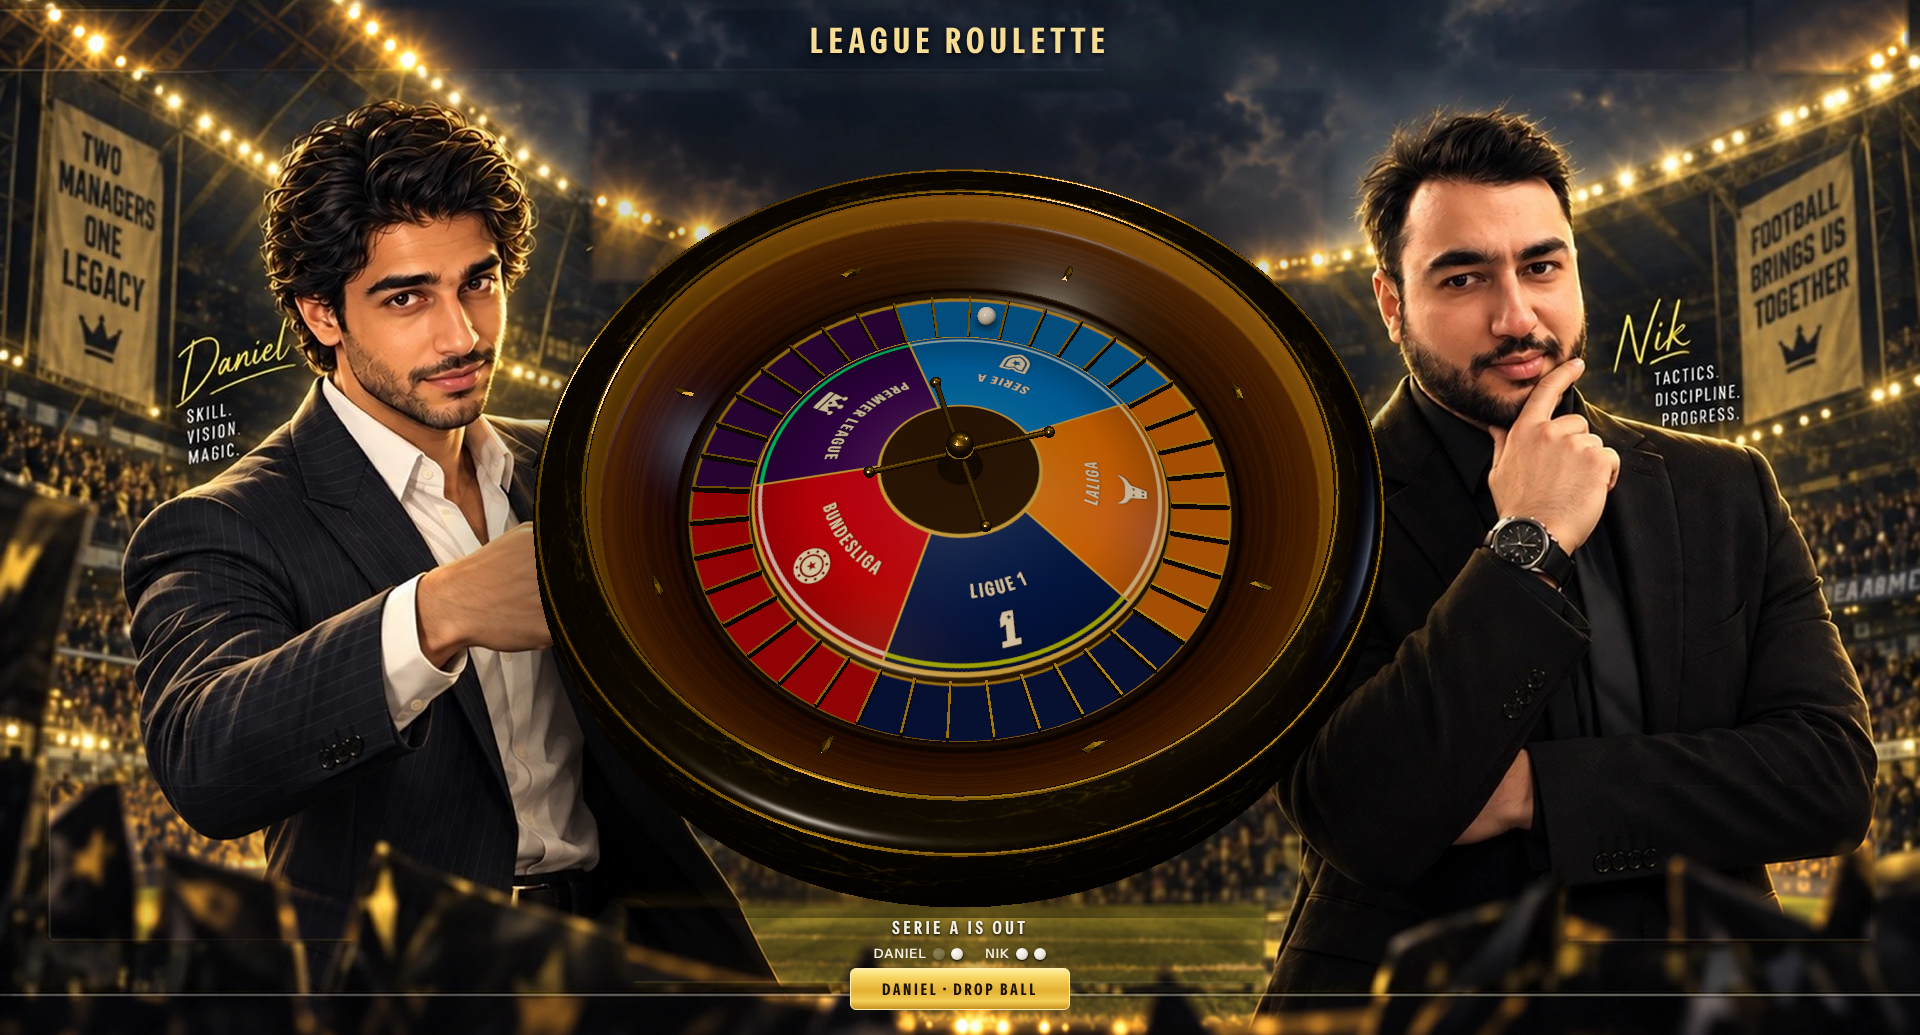 LEAGUE ROULETTE
TWO
MANAGERS
ONE
LEGACY
Daniel
SKILL.
VISION.
MAGIC.
FOOTBALL
BRINGS US
TOGETHER
Nik
TACTICS.
DISCIPLINE.
PROGRESS.
SERIE A
PREMIER LEAGUE
LALIGA
BUNDESLIGA
LIGUE 1
1
SERIE A IS OUT
DANIEL NIK
DANIEL · DROP BALL